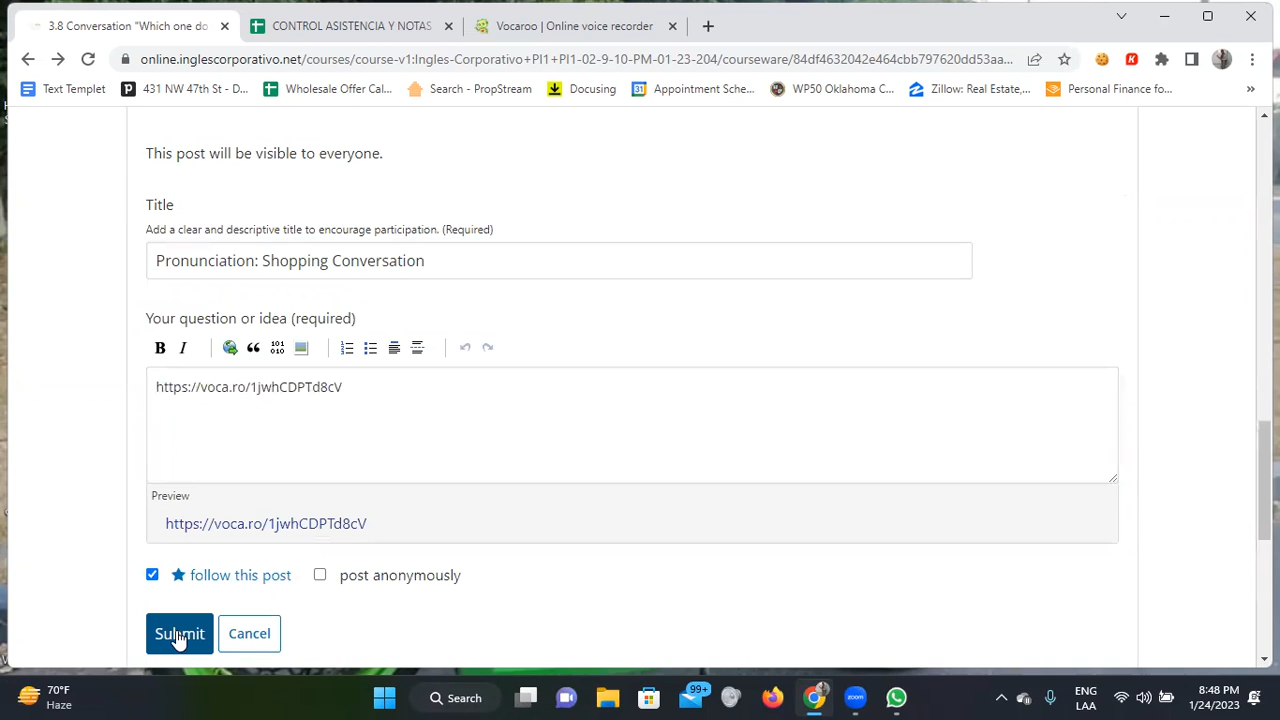 3.8 Conversation "Which one do
CONTROL ASISTENCIA Y NOTAS
Vocaroo | Online voice recorder
online.inglescorporativo.net/courses/course-v1:Ingles-Corporativo+PI1+PI1-02-9-10-PM-01-23-204/courseware/84df4632042e464cbb797620dd53aa...
Text Templet
431 NW 47th St - D...
Wholesale Offer Cal...
Search - PropStream
Docusing
Appointment Sche...
WP50 Oklahoma C...
Zillow: Real Estate,...
Personal Finance fo...
This post will be visible to everyone.
Title
Add a clear and descriptive title to encourage participation. (Required)
Pronunciation: Shopping Conversation
Your question or idea (required)
B I
https://voca.ro/1jwhCDPTd8cV
Preview
https://voca.ro/1jwhCDPTd8cV
follow this post
post anonymously
Submit
Cancel
70°F
Haze
Search
99+
zoom
ENG
LAA
8:48 PM
1/24/2023